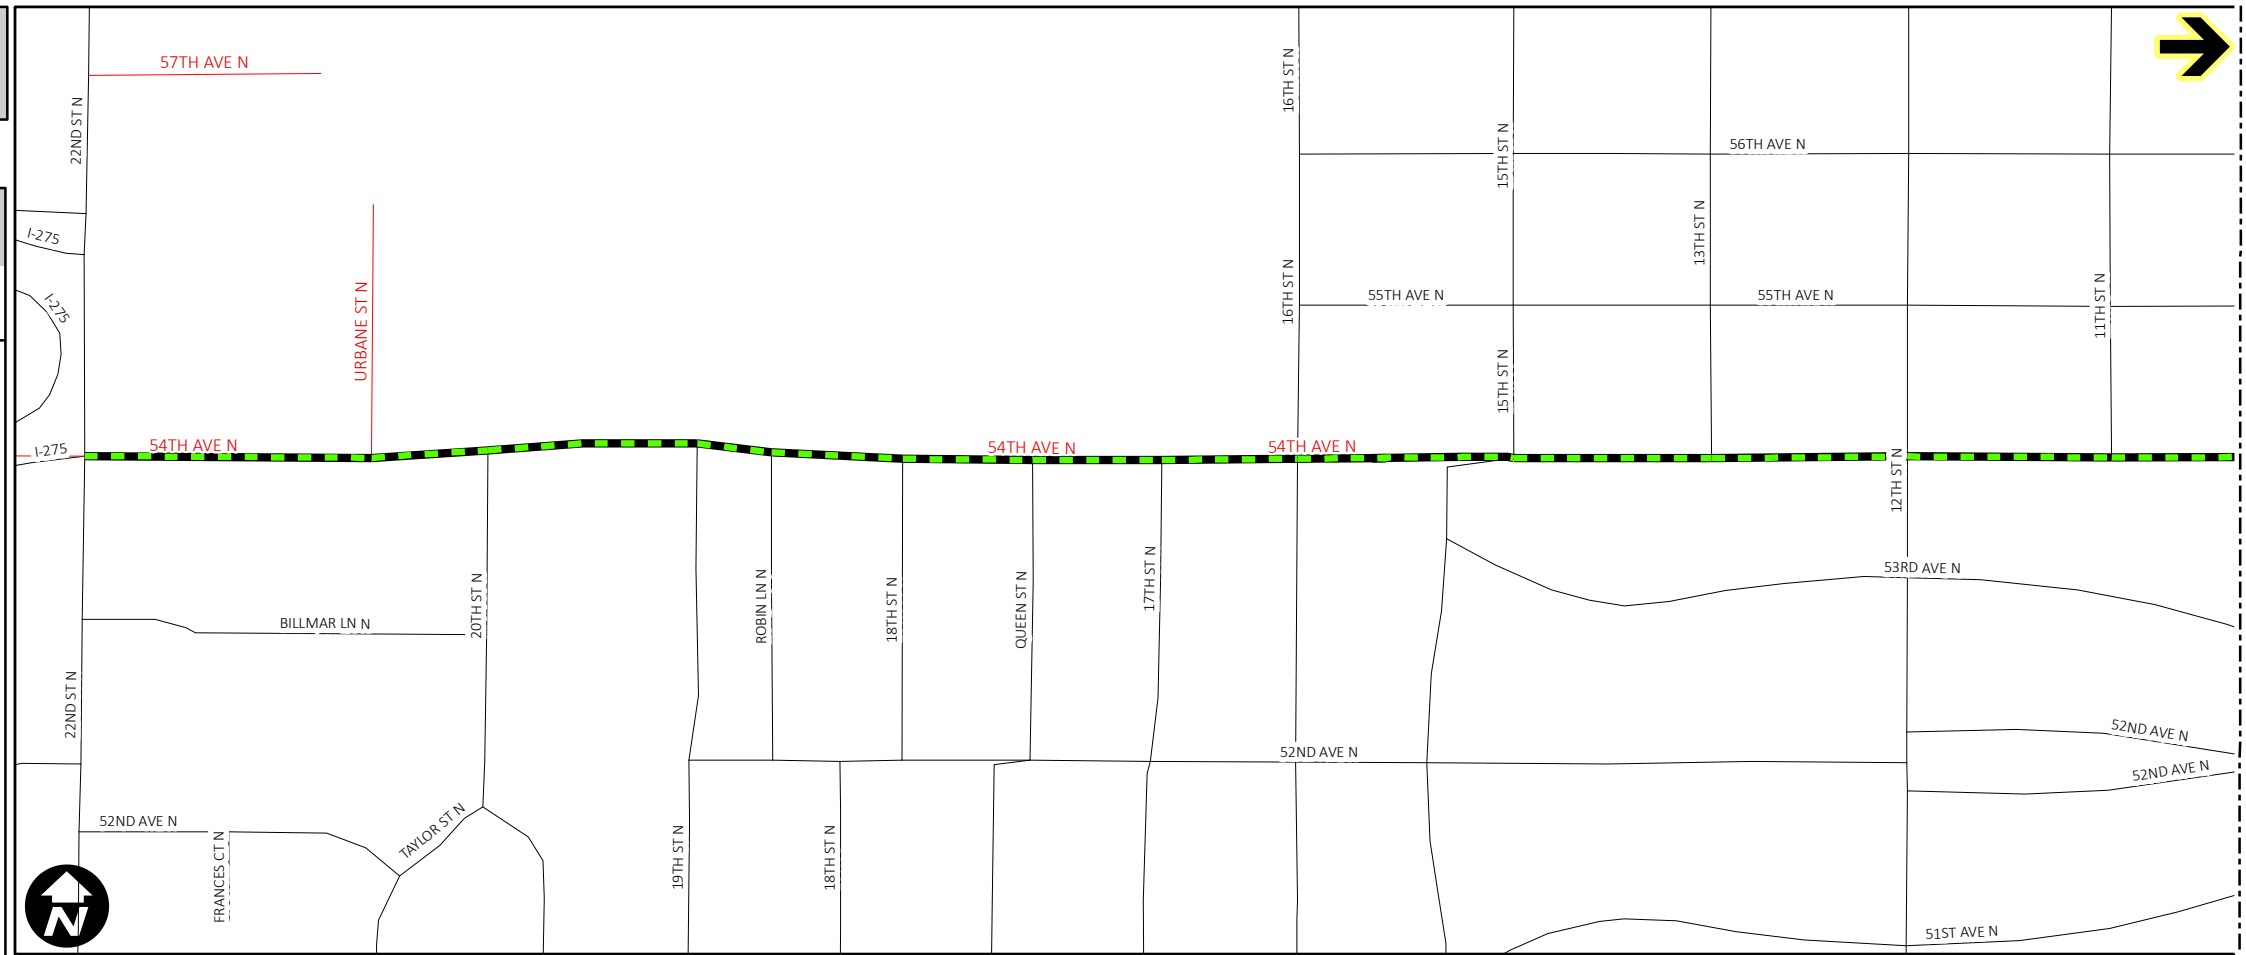 57TH AVE N
22ND ST N
16TH ST N
15TH ST N
56TH AVE N
13TH ST N
I-275
I-275
URBANE ST N
16TH ST N
55TH AVE N
55TH AVE N
11TH ST N
15TH ST N
I-275
54TH AVE N
54TH AVE N
54TH AVE N
12TH ST N
53RD AVE N
BILLMAR LN N
20TH ST N
ROBIN LN N
18TH ST N
QUEEN ST N
17TH ST N
22ND ST N
52ND AVE N
52ND AVE N
52ND AVE N
52ND AVE N
FRANCES CT N
TAYLOR ST N
19TH ST N
18TH ST N
51ST AVE N
N